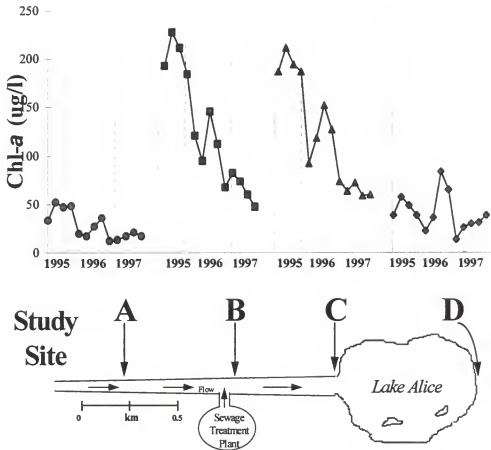 250
200
150
100
50
0
Chl-a (ug/l)
1995 1996 1997 1995 1996 1997 1995 1996 1997 1995 1996 1997
Study
Site
A B C D
Flow
0 km 0.5
Sewage
Treatment
Plant
Lake Alice